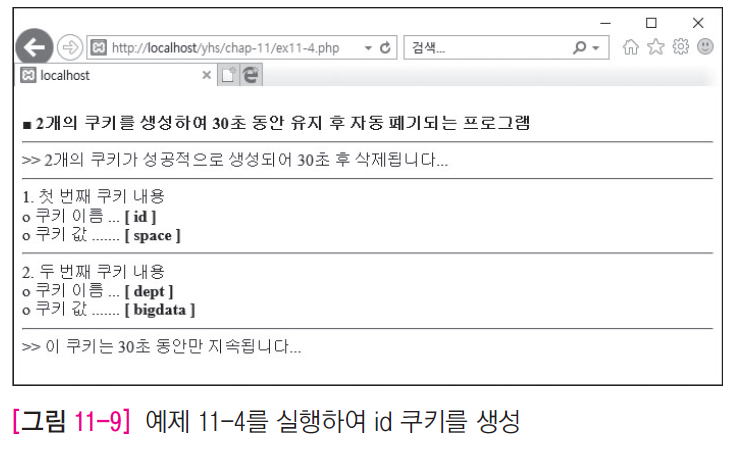 http://localhost/yhs/chap-11/ex11-4.php
검색...
localhost
■ 2개의 쿠키를 생성하여 30초 동안 유지 후 자동 폐기되는 프로그램
>> 2개의 쿠키가 성공적으로 생성되어 30초 후 삭제됩니다...
1. 첫 번째 쿠키 내용
o 쿠키 이름 ... [ id ]
o 쿠키 값 ....... [ space ]
2. 두 번째 쿠키 내용
o 쿠키 이름 ... [ dept ]
o 쿠키 값 ....... [ bigdata ]
>> 이 쿠키는 30초 동안만 지속됩니다...
[그림 11-9] 예제 11-4를 실행하여 id 쿠키를 생성